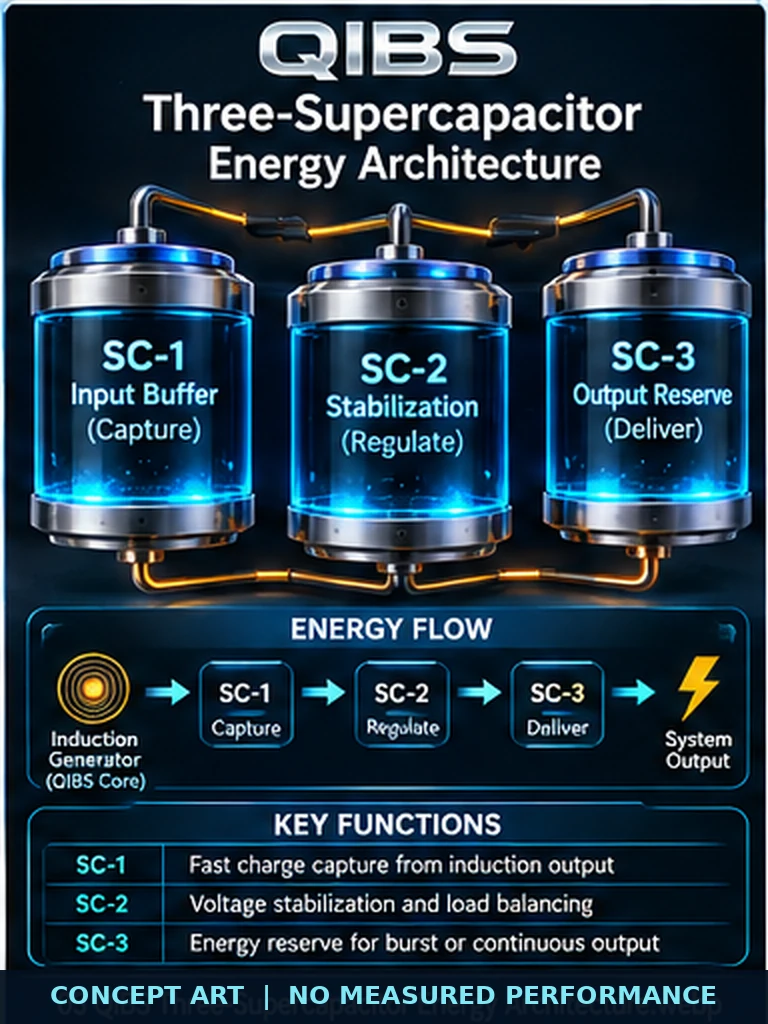 QIBS
Three-Supercapacitor
Energy Architecture
SC-1
Input Buffer
(Capture)
SC-2
Stabilization
(Regulate)
SC-3
Output Reserve
(Deliver)
ENERGY FLOW
Induction
Generator
(QIBS Core)
SC-1
Capture
SC-2
Regulate
SC-3
Deliver
System
Output
KEY FUNCTIONS
SC-1 Fast charge capture from induction output
SC-2 Voltage stabilization and load balancing
SC-3 Energy reserve for burst or continuous output
CONCEPT ART | NO MEASURED PERFORMANCE